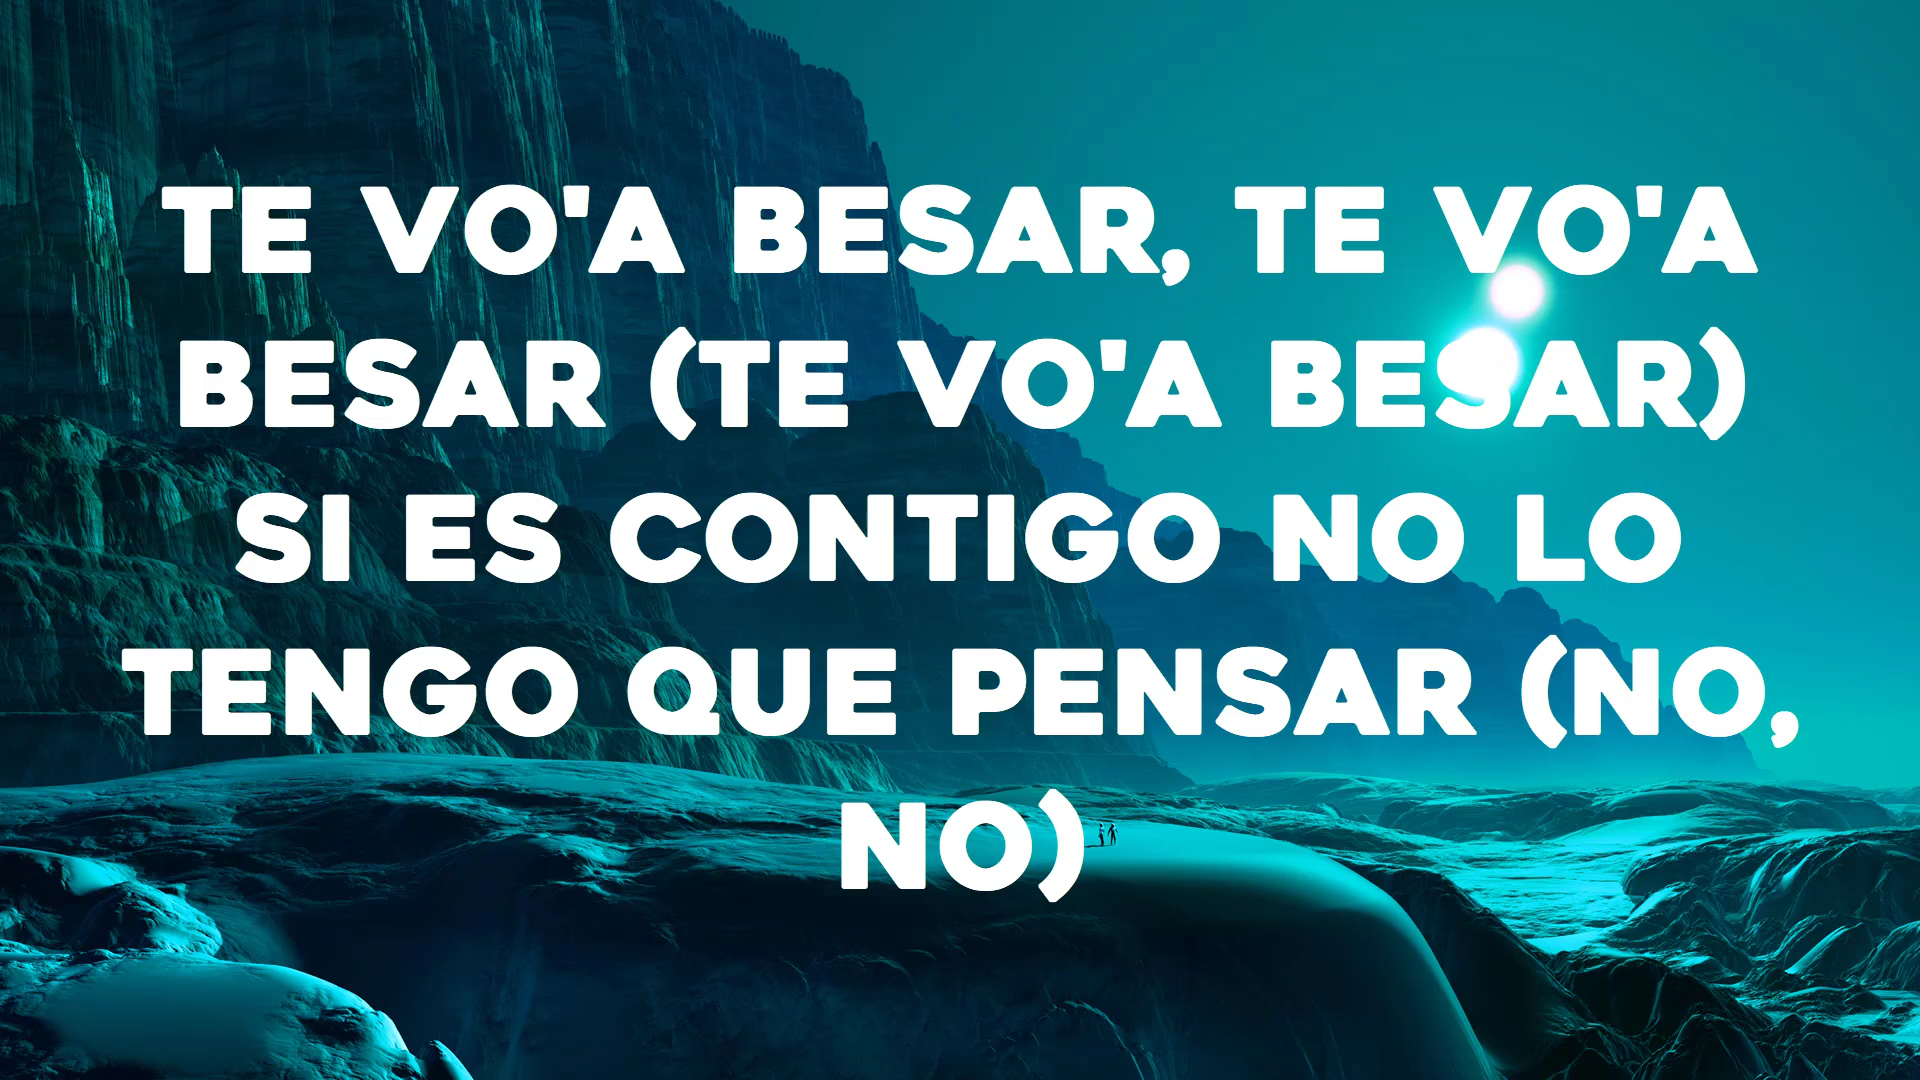 TE VO'A BESAR, TE VO'A
BESAR (TE VO'A BESAR)
SI ES CONTIGO NO LO
TENGO QUE PENSAR (NO,
NO)